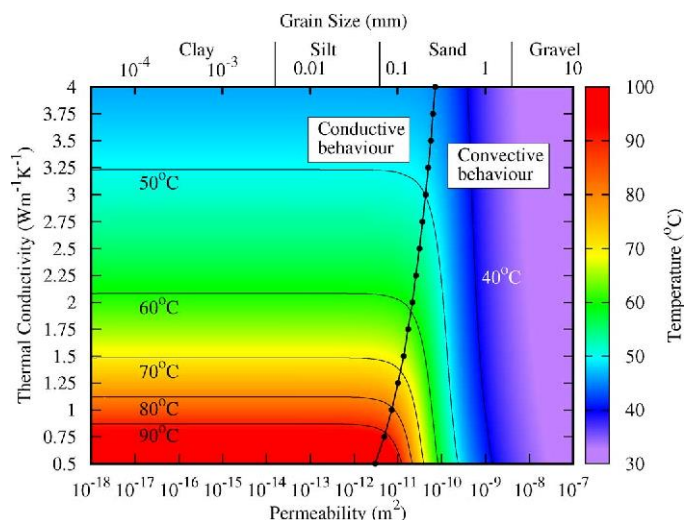 Grain Size (mm)
Clay Silt Sand Gravel
10⁻⁴ 10⁻³ 0.01 0.1 1 10
4
3.75
3.5
3.25
3
2.75
2.5
2.25
2
1.75
1.5
1.25
1
0.75
0.5
Thermal Conductivity (Wm⁻¹K⁻¹)
Conductive
behaviour
Convective
behaviour
50°C
60°C
70°C
80°C
90°C
40°C
10⁻¹⁸ 10⁻¹⁷ 10⁻¹⁶ 10⁻¹⁵ 10⁻¹⁴ 10⁻¹³ 10⁻¹² 10⁻¹¹ 10⁻¹⁰ 10⁻⁹ 10⁻⁸ 10⁻⁷
Permeability (m²)
100
90
80
70
60
50
40
30
Temperature (°C)